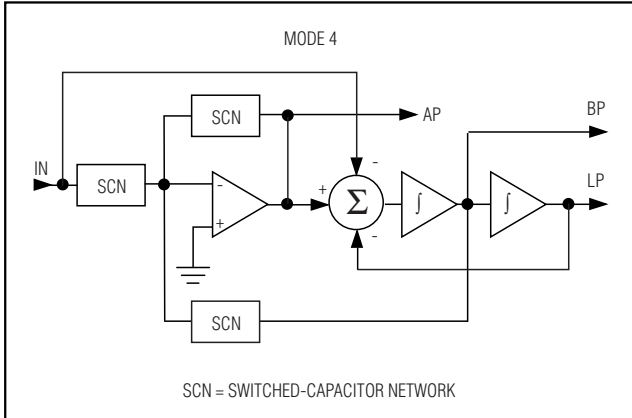 MODE 4
SCN
AP
BP
IN
SCN
-
-
+
+
Σ
∫
∫
LP
-
SCN
SCN = SWITCHED-CAPACITOR NETWORK